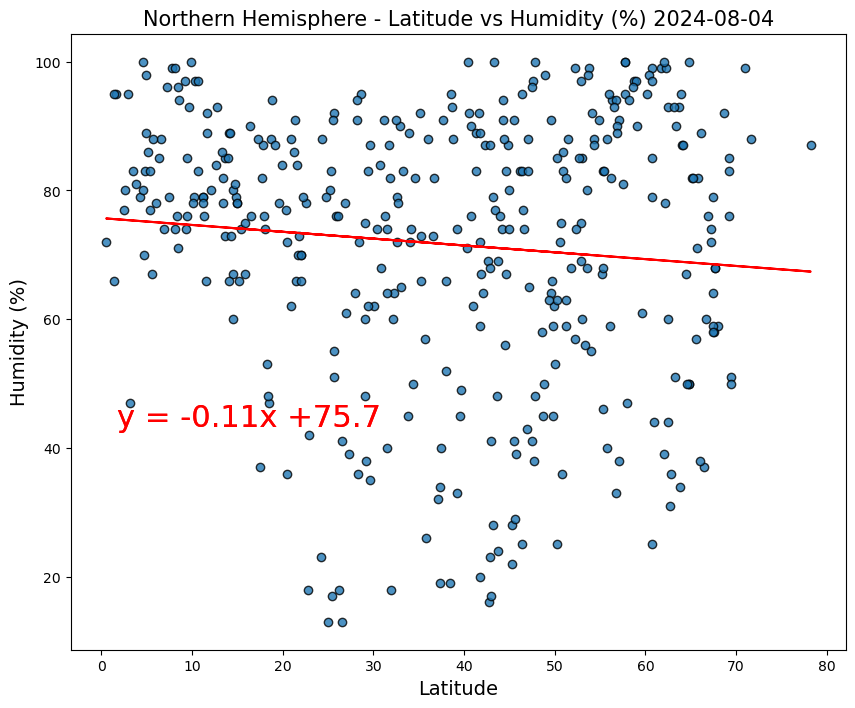 Northern Hemisphere - Latitude vs Humidity (%) 2024-08-04
Humidity (%)
100
80
60
40
20
y = -0.11x +75.7
0 10 20 30 40 50 60 70 80
Latitude